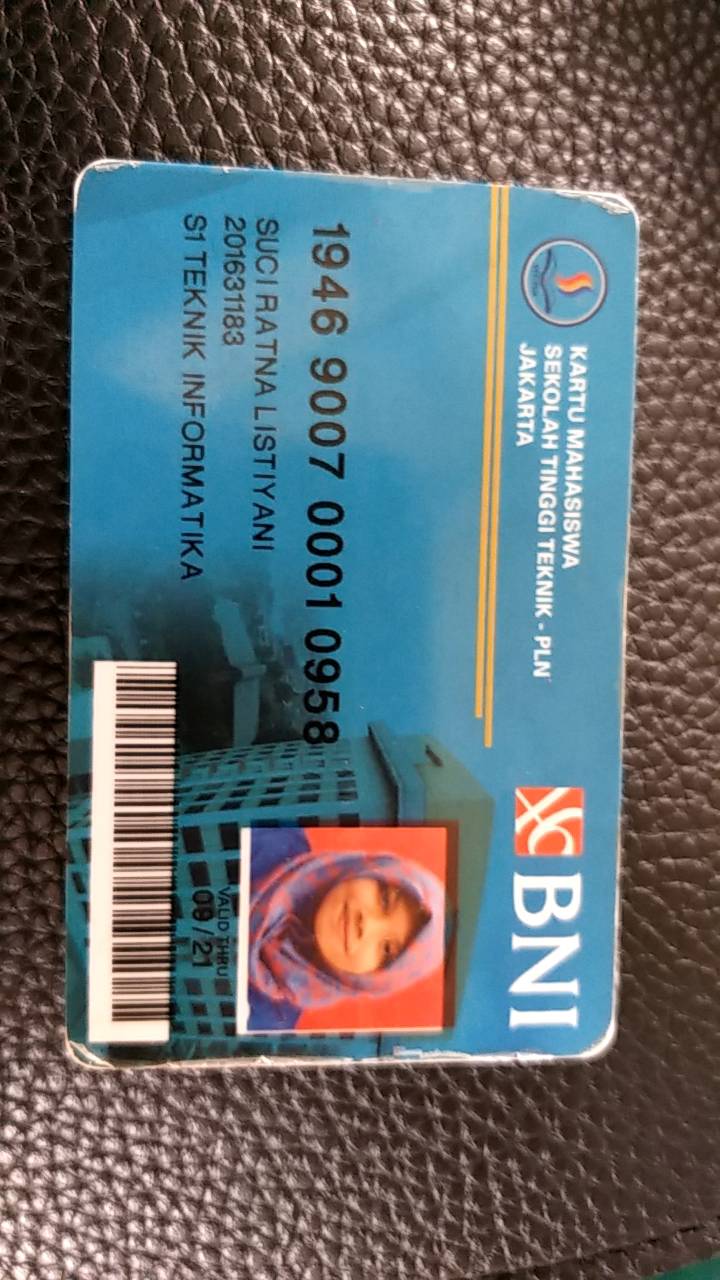 KARTU MAHASISWA
SEKOLAH TINGGI TEKNIK - PLN
JAKARTA
BNI
1946 9007 0001 0958
SUCI RATNA LISTIYANI
201631183
S1 TEKNIK INFORMATIKA
VALID THRU
09/21